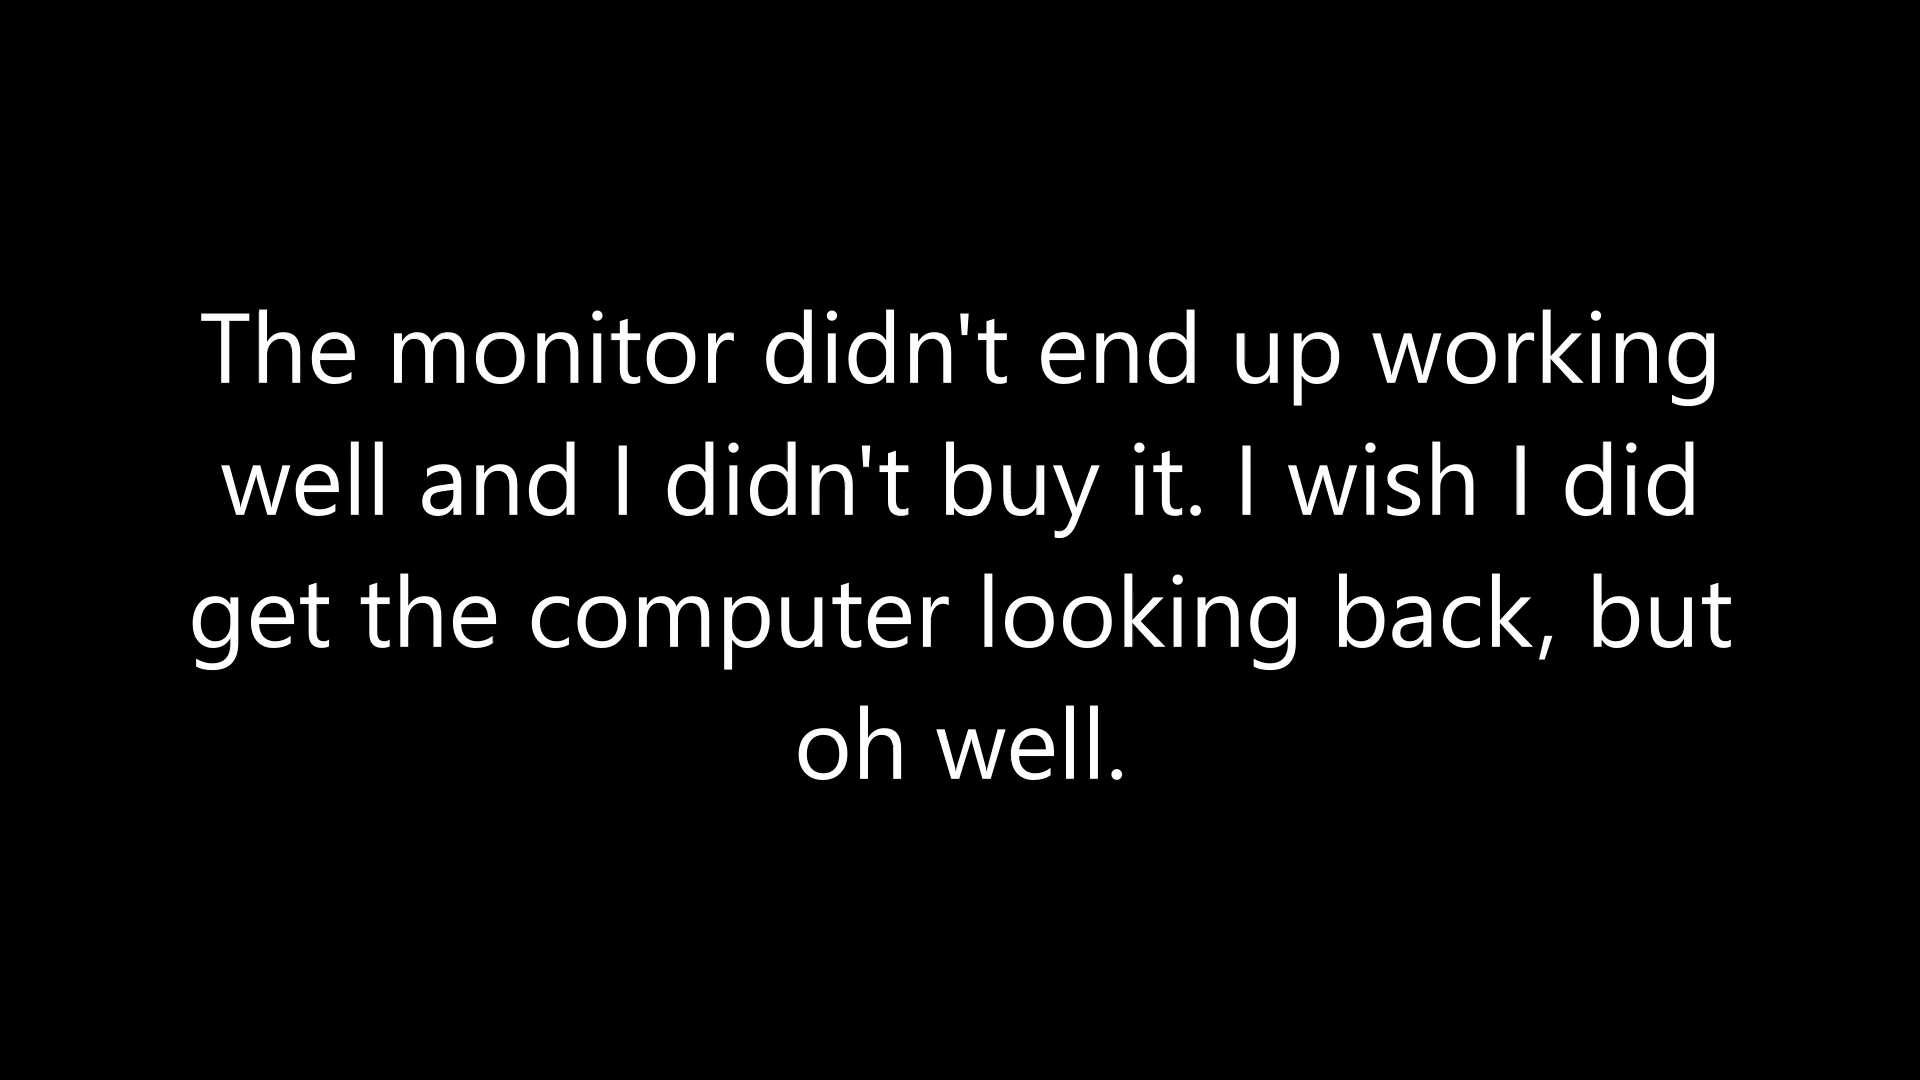 The monitor didn't end up working
well and I didn't buy it. I wish I did
get the computer looking back, but
oh well.